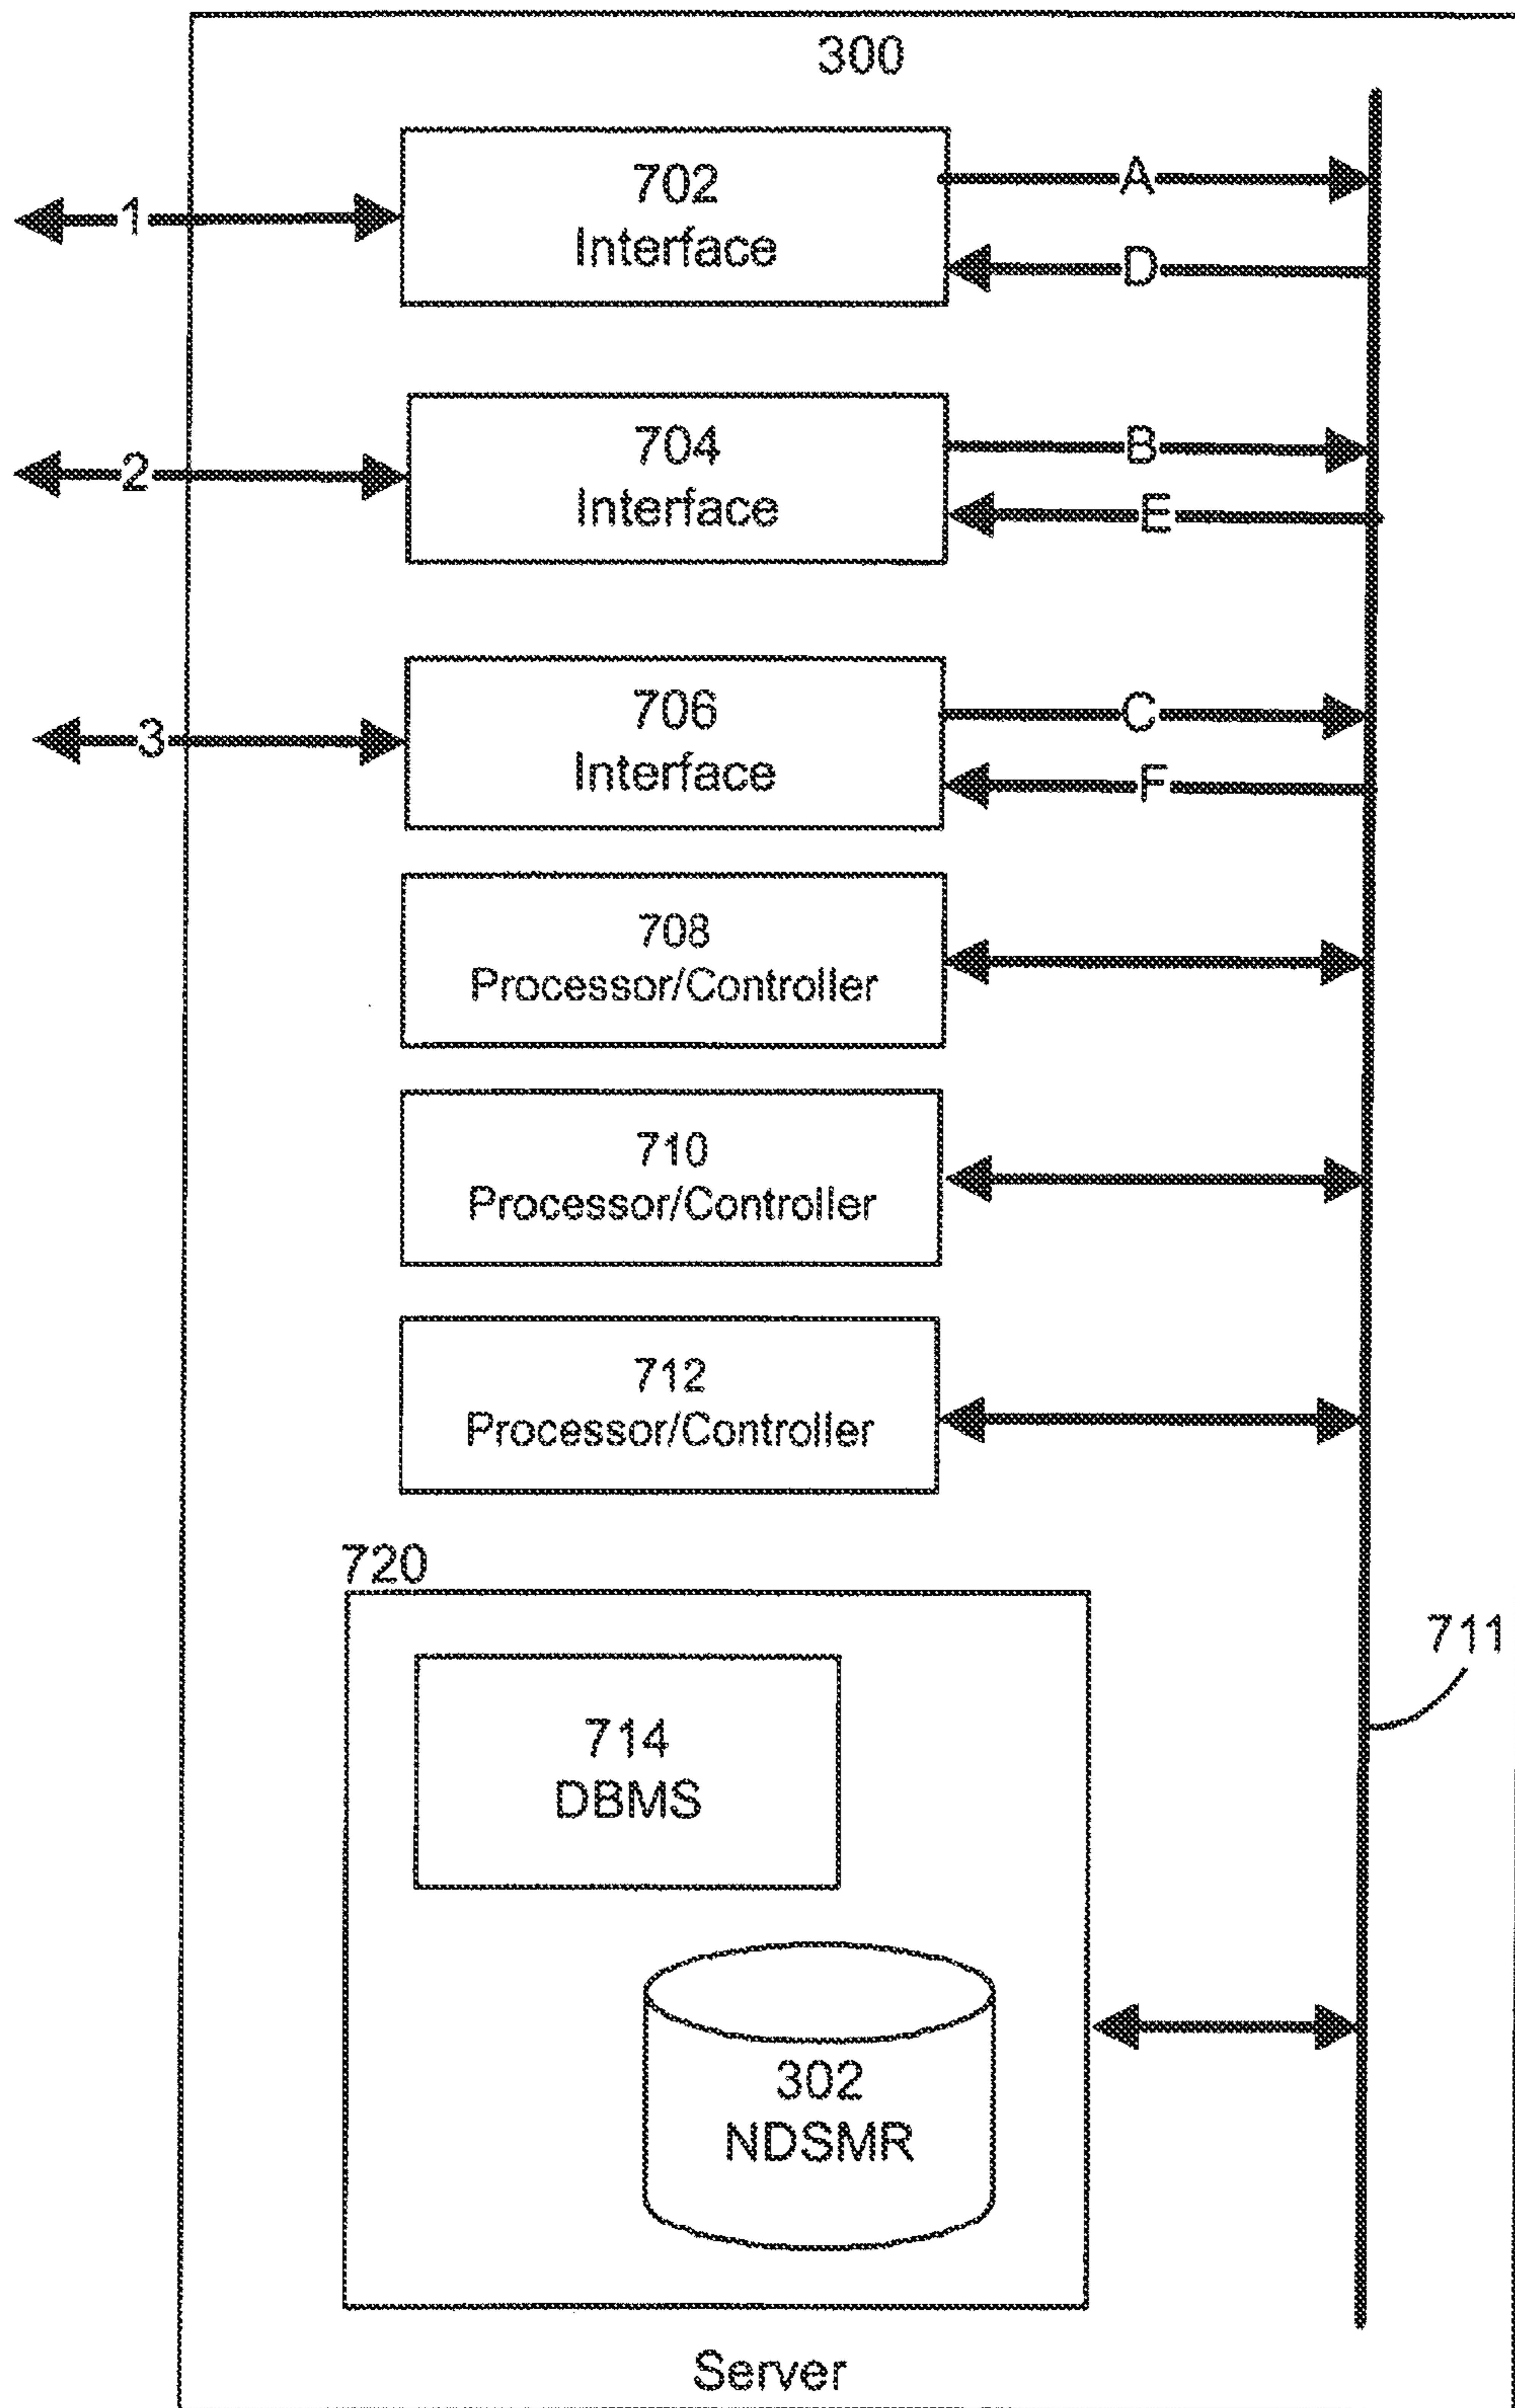 300
702
Interface
1
A
D
704
Interface
2
B
E
706
Interface
3
C
F
708
Processor/Controller
710
Processor/Controller
712
Processor/Controller
720
711
714
DBMS
302
NDSMR
Server